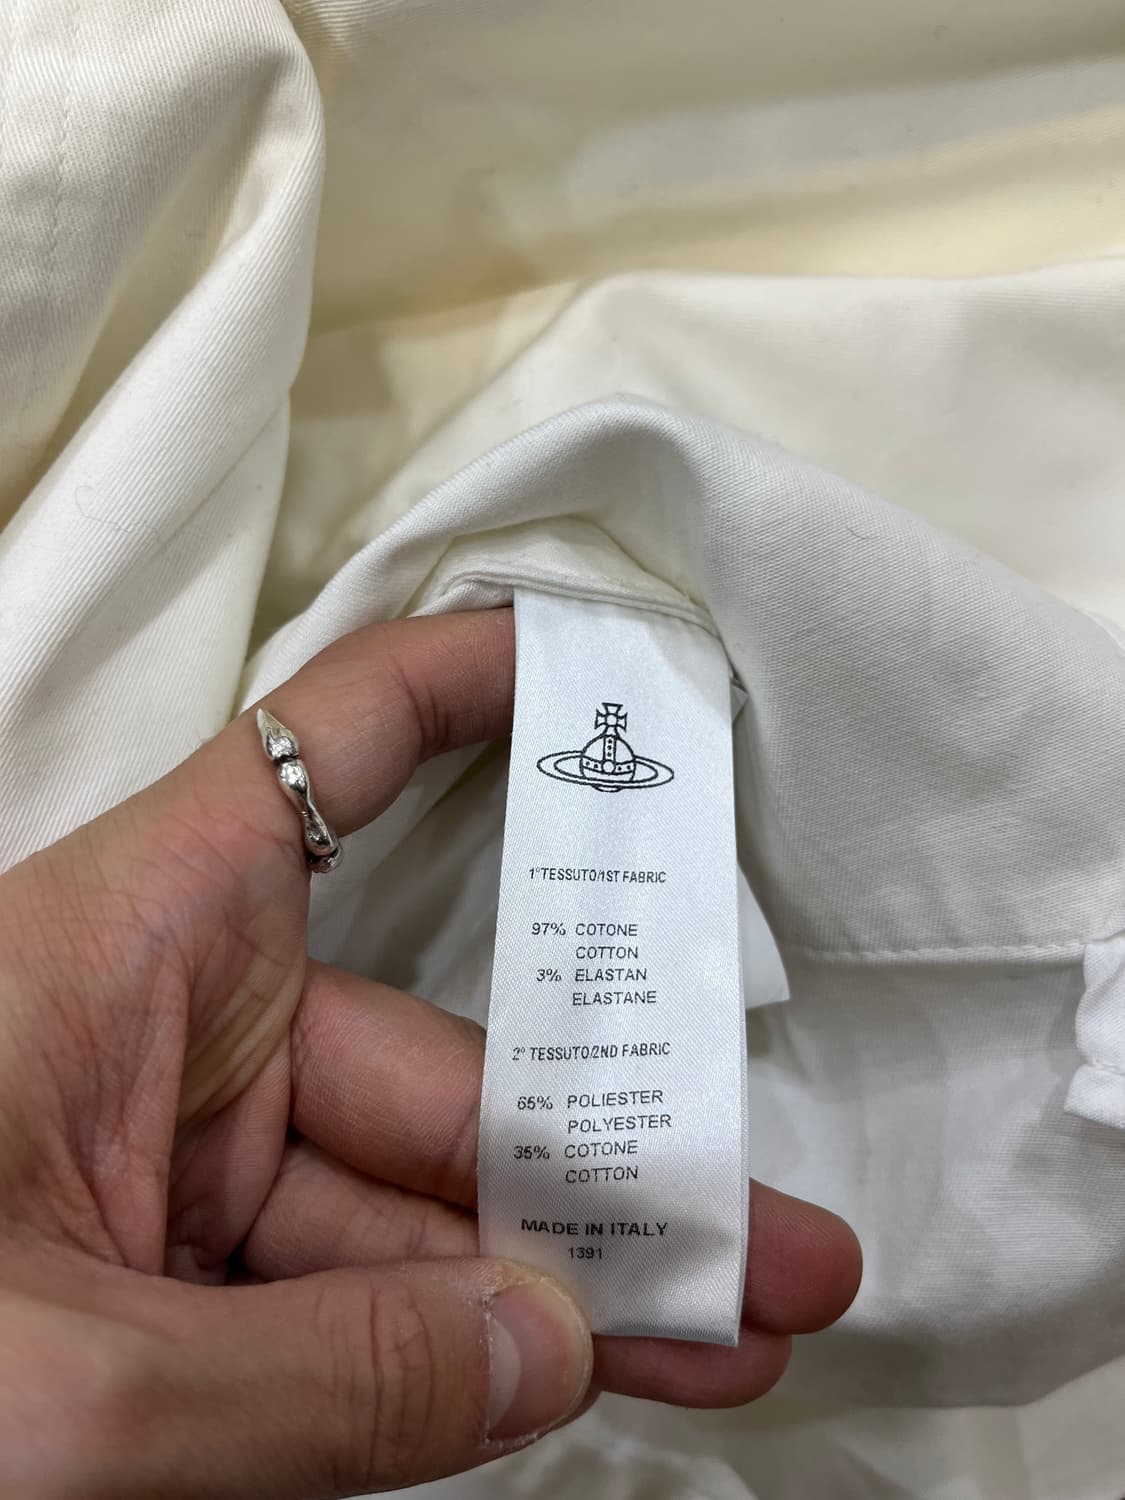 1°TESSUTO/1ST FABRIC
97% COTONE
COTTON
3% ELASTAN
ELASTANE
2° TESSUTO/2ND FABRIC
65% POLIESTER
POLYESTER
35% COTONE
COTTON
MADE IN ITALY
1391